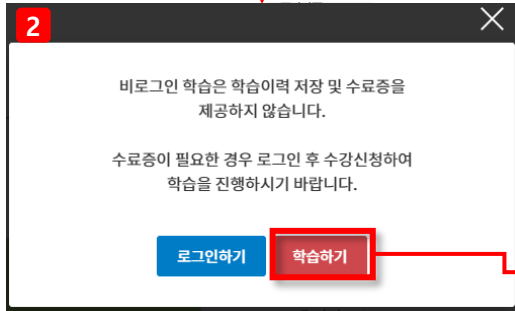 2
비로그인 학습은 학습이력 저장 및 수료증을
제공하지 않습니다.
수료증이 필요한 경우 로그인 후 수강신청하여
학습을 진행하시기 바랍니다.
로그인하기
학습하기